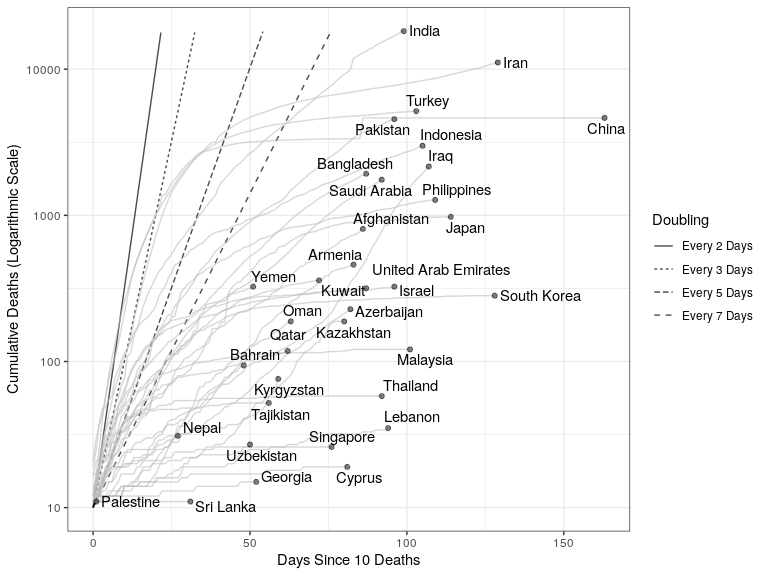 India
Iran
Turkey
China
Pakistan
Indonesia
Iraq
Bangladesh
Saudi Arabia
Philippines
Afghanistan
Japan
Armenia
United Arab Emirates
Yemen
Kuwait
Israel
South Korea
Oman
Azerbaijan
Qatar
Kazakhstan
Bahrain
Malaysia
Kyrgyzstan
Thailand
Tajikistan
Lebanon
Nepal
Singapore
Uzbekistan
Georgia
Cyprus
Palestine
Sri Lanka
10000
1000
100
10
0
50
100
150
Days Since 10 Deaths
Cumulative Deaths (Logarithmic Scale)
Doubling
Every 2 Days
Every 3 Days
Every 5 Days
Every 7 Days